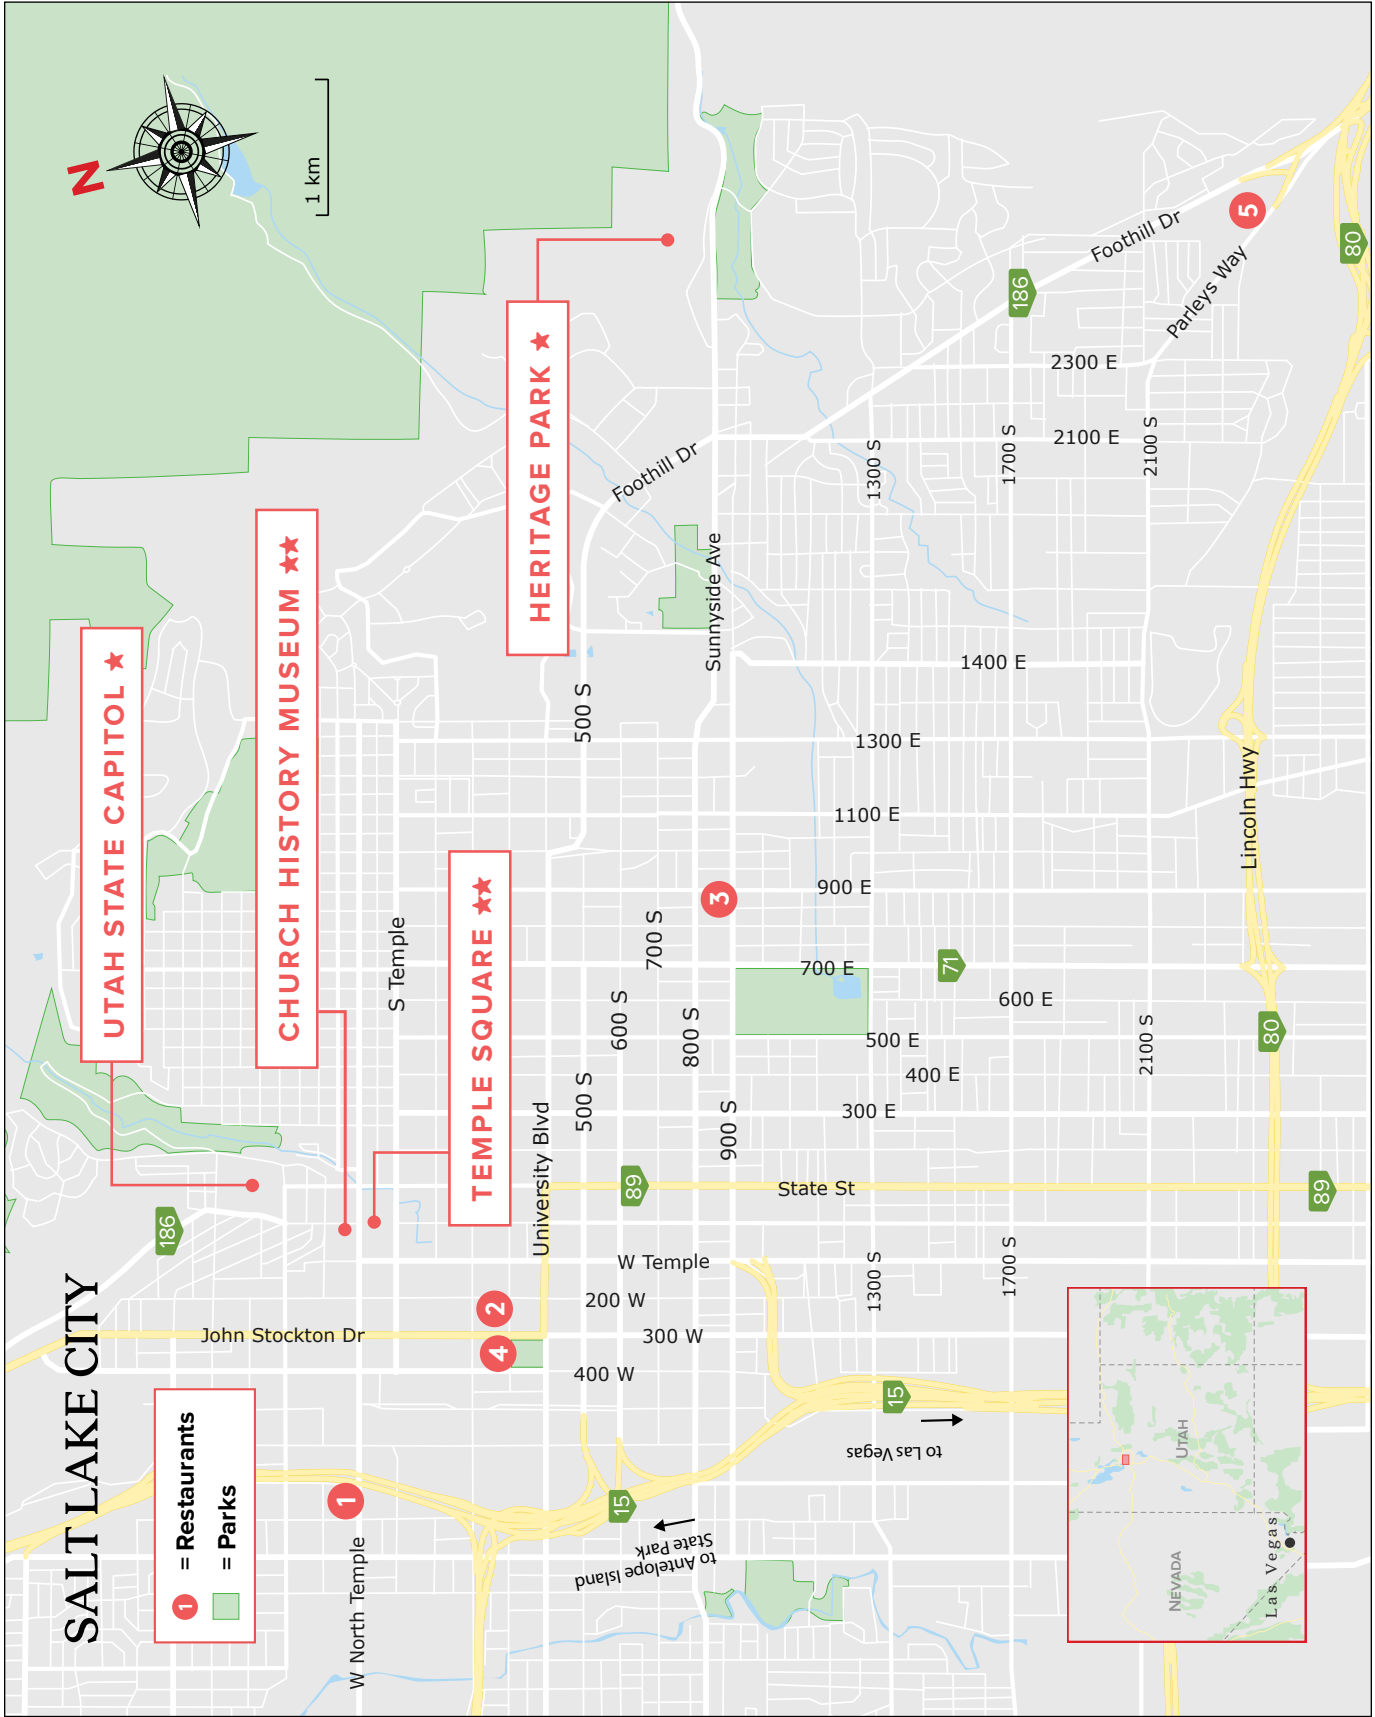 SALT LAKE CITY
1 = Restaurants
= Parks
N
1 km
UTAH STATE CAPITOL ★
CHURCH HISTORY MUSEUM ★★
TEMPLE SQUARE ★★
HERITAGE PARK ★
186
John Stockton Dr
W North Temple
S Temple
University Blvd
1
2
4
3
5
500 S
500 S
600 S
700 S
800 S
900 S
Sunnyside Ave
Foothill Dr
Foothill Dr
Parleys Way
186
1300 S
1700 S
2100 S
2300 E
2100 E
1400 E
1300 E
1100 E
900 E
700 E
600 E
500 E
400 E
300 E
71
State St
89
89
W Temple
200 W
300 W
400 W
1300 S
1700 S
2100 S
15
15
to Las Vegas
to Antelope Island
State Park
Lincoln Hwy
80
80
NEVADA
UTAH
Las Vegas